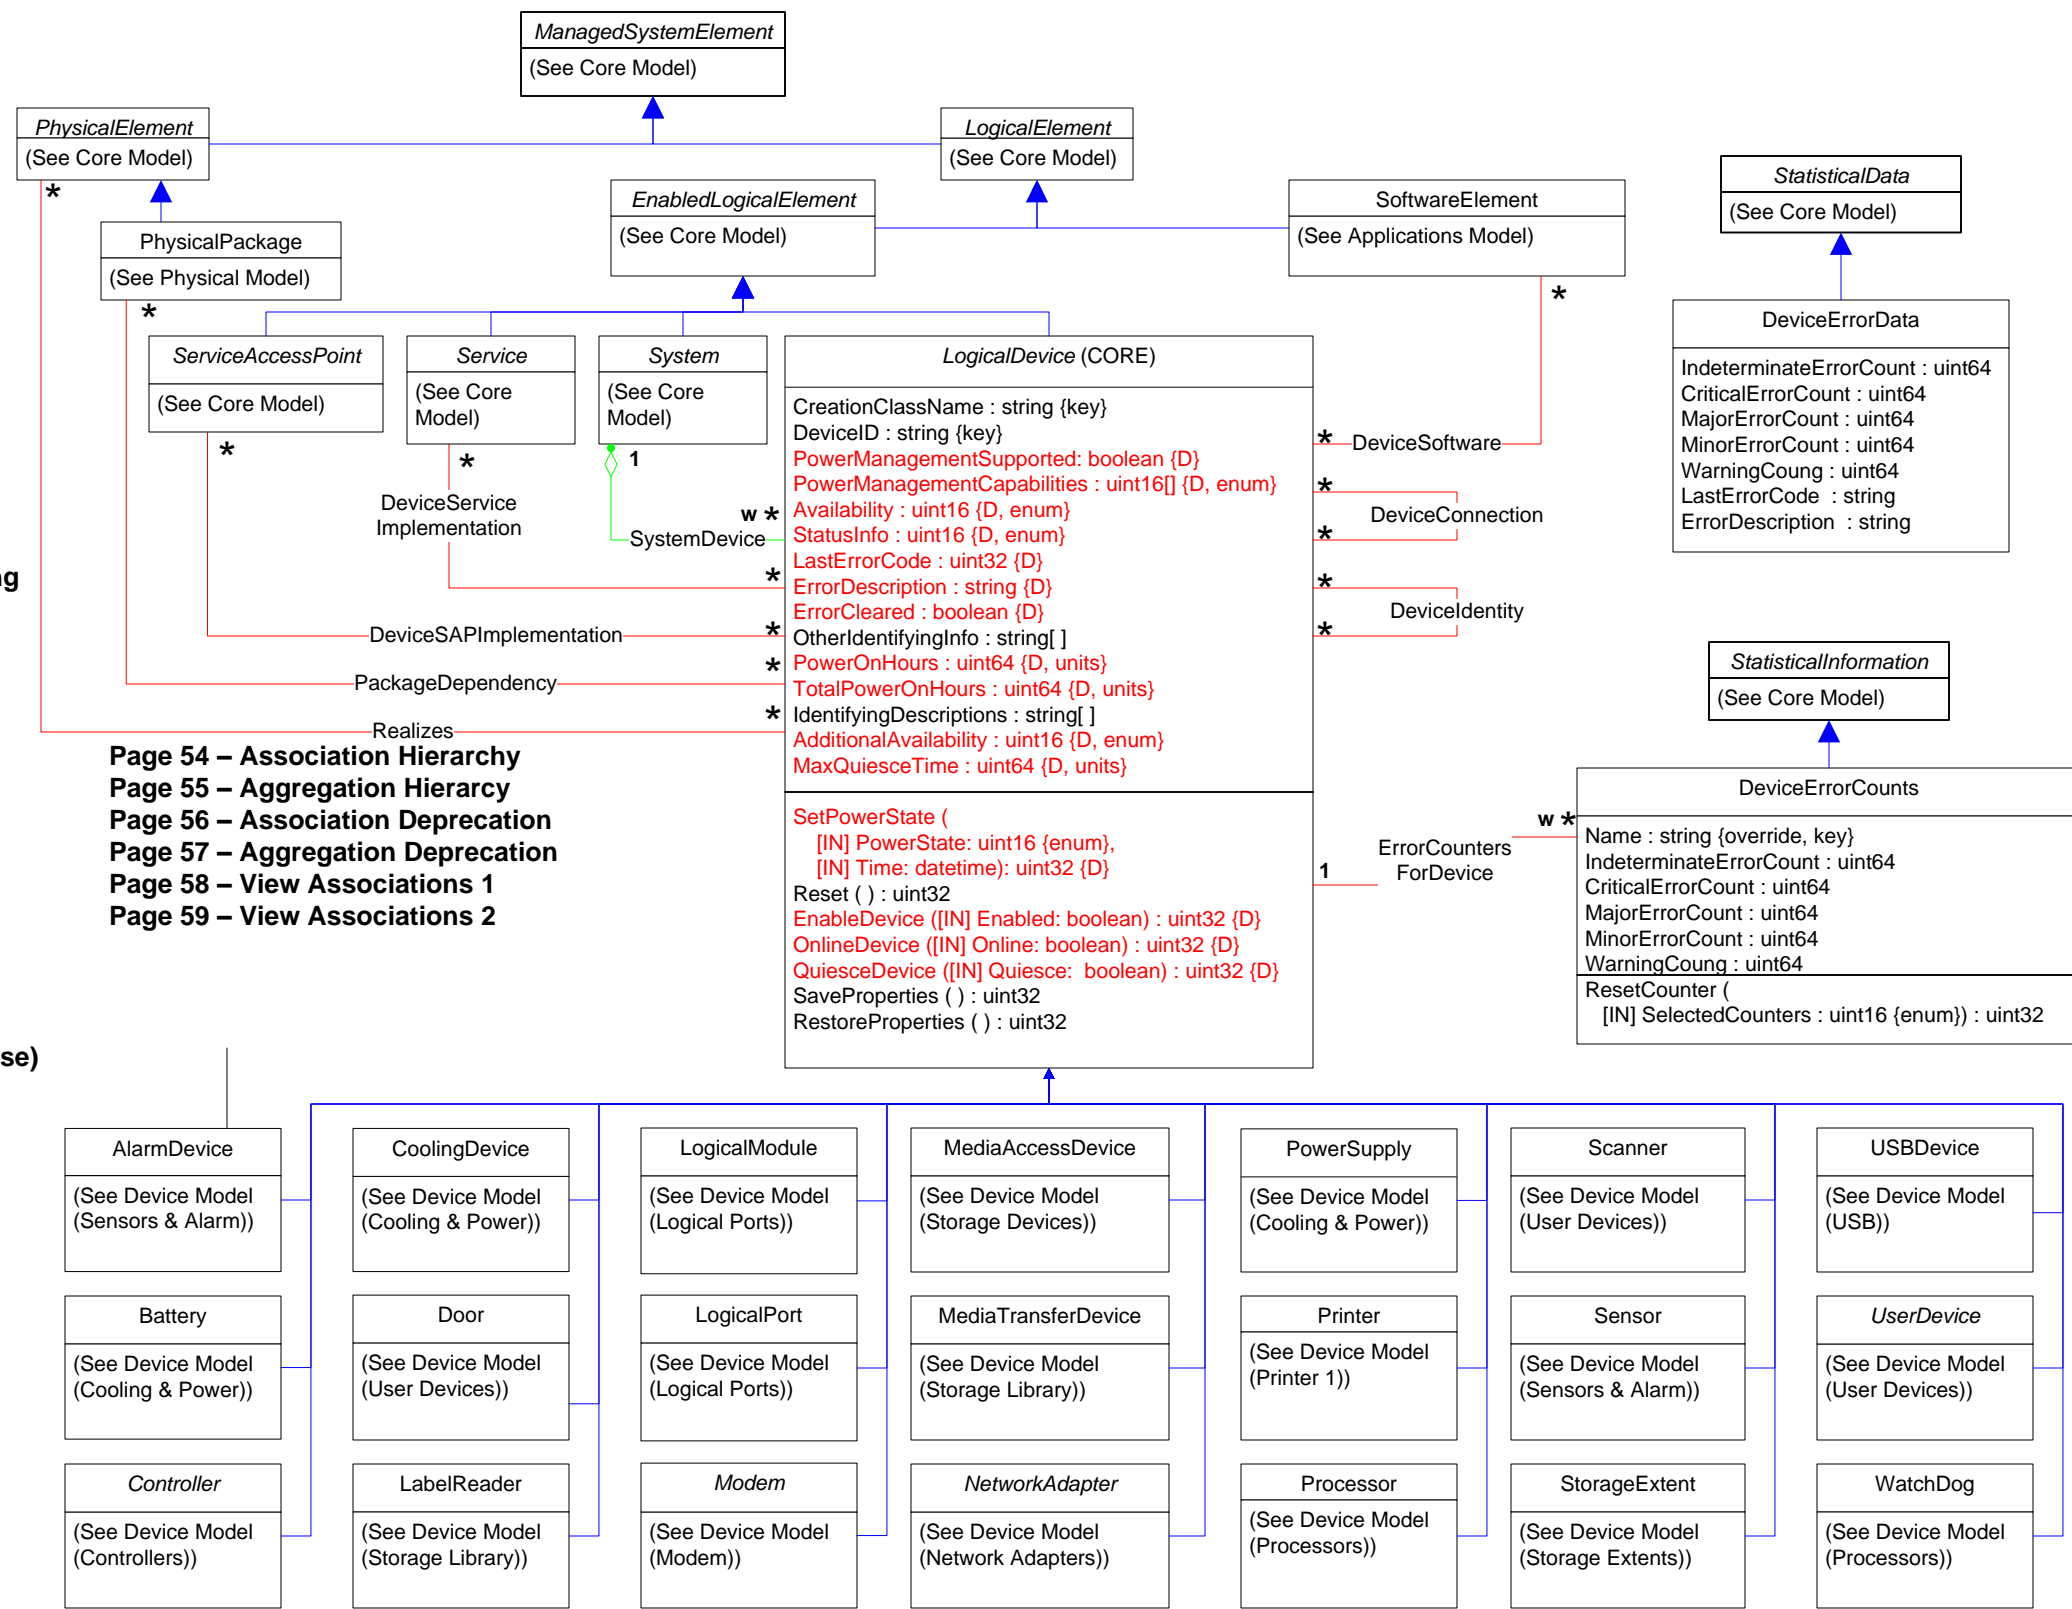 ManagedSystemElement
(See Core Model)
PhysicalElement
(See Core Model)
LogicalElement
(See Core Model)
*
PhysicalPackage
(See Physical Model)
*
EnabledLogicalElement
(See Core Model)
SoftwareElement
(See Applications Model)
*
StatisticalData
(See Core Model)
DeviceErrorData
IndeterminateErrorCount : uint64
CriticalErrorCount : uint64
MajorErrorCount : uint64
MinorErrorCount : uint64
WarningCoung : uint64
LastErrorCode : string
ErrorDescription : string
ServiceAccessPoint
(See Core Model)
*
Service
(See Core
Model)
*
System
(See Core
Model)
1
LogicalDevice (CORE)
CreationClassName : string {key}
DeviceID : string {key}
PowerManagementSupported: boolean {D}
PowerManagementCapabilities : uint16[] {D, enum}
Availability : uint16 {D, enum}
StatusInfo : uint16 {D, enum}
LastErrorCode : uint32 {D}
ErrorDescription : string {D}
ErrorCleared : boolean {D}
OtherIdentifyingInfo : string[ ]
PowerOnHours : uint64 {D, units}
TotalPowerOnHours : uint64 {D, units}
IdentifyingDescriptions : string[ ]
AdditionalAvailability : uint16 {D, enum}
MaxQuiesceTime : uint64 {D, units}
SetPowerState (
[IN] PowerState: uint16 {enum},
[IN] Time: datetime): uint32 {D}
Reset ( ) : uint32
EnableDevice ([IN] Enabled: boolean) : uint32 {D}
OnlineDevice ([IN] Online: boolean) : uint32 {D}
QuiesceDevice ([IN] Quiesce: boolean) : uint32 {D}
SaveProperties ( ) : uint32
RestoreProperties ( ) : uint32
DeviceService
Implementation
*
w *
SystemDevice
DeviceSAPImplementation
*
PackageDependency
*
Realizes
*
* DeviceSoftware
*
DeviceConnection
*
*
DeviceIdentity
*
ng
Page 54 – Association Hierarchy
Page 55 – Aggregation Hierarcy
Page 56 – Association Deprecation
Page 57 – Aggregation Deprecation
Page 58 – View Associations 1
Page 59 – View Associations 2
StatisticalInformation
(See Core Model)
DeviceErrorCounts
Name : string {override, key}
IndeterminateErrorCount : uint64
CriticalErrorCount : uint64
MajorErrorCount : uint64
MinorErrorCount : uint64
WarningCoung : uint64
ResetCounter (
[IN] SelectedCounters : uint16 {enum}) : uint32
w *
ErrorCounters
ForDevice
1
se)
AlarmDevice
(See Device Model
(Sensors & Alarm))
CoolingDevice
(See Device Model
(Cooling & Power))
LogicalModule
(See Device Model
(Logical Ports))
MediaAccessDevice
(See Device Model
(Storage Devices))
PowerSupply
(See Device Model
(Cooling & Power))
Scanner
(See Device Model
(User Devices))
USBDevice
(See Device Model
(USB))
Battery
(See Device Model
(Cooling & Power))
Door
(See Device Model
(User Devices))
LogicalPort
(See Device Model
(Logical Ports))
MediaTransferDevice
(See Device Model
(Storage Library))
Printer
(See Device Model
(Printer 1))
Sensor
(See Device Model
(Sensors & Alarm))
UserDevice
(See Device Model
(User Devices))
Controller
(See Device Model
(Controllers))
LabelReader
(See Device Model
(Storage Library))
Modem
(See Device Model
(Modem))
NetworkAdapter
(See Device Model
(Network Adapters))
Processor
(See Device Model
(Processors))
StorageExtent
(See Device Model
(Storage Extents))
WatchDog
(See Device Model
(Processors))